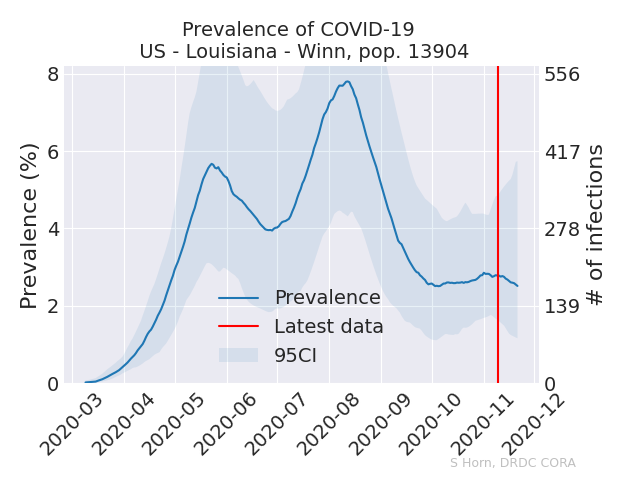 Prevalence of COVID-19
US - Louisiana - Winn, pop. 13904
Prevalence (%)
8
6
4
2
0
556
417
278
139
0
# of infections
Prevalence
Latest data
95CI
2020-03
2020-04
2020-05
2020-06
2020-07
2020-08
2020-09
2020-10
2020-11
2020-12
S Horn, DRDC CORA